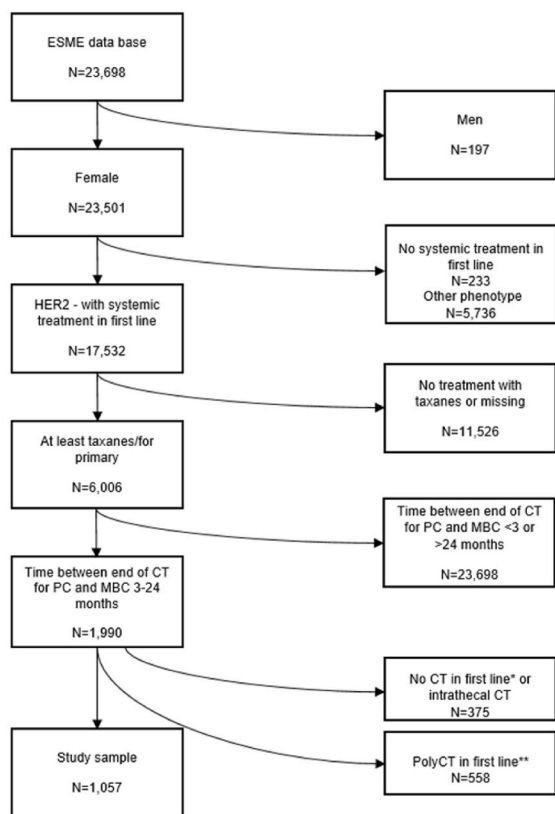 ESME data base
N=23,698
Men
N=197
Female
N=23,501
No systemic treatment in
first line
N=233
Other phenotype
N=5,736
HER2 - with systemic
treatment in first line
N=17,532
No treatment with
taxanes or missing
N=11,526
At least taxanes/for
primary
N=6,006
Time between end of CT
for PC and MBC <3 or
>24 months
N=23,698
Time between end of CT
for PC and MBC 3-24
months
N=1,990
No CT in first line* or
intrathecal CT
N=375
PolyCT in first line**
N=558
Study sample
N=1,057